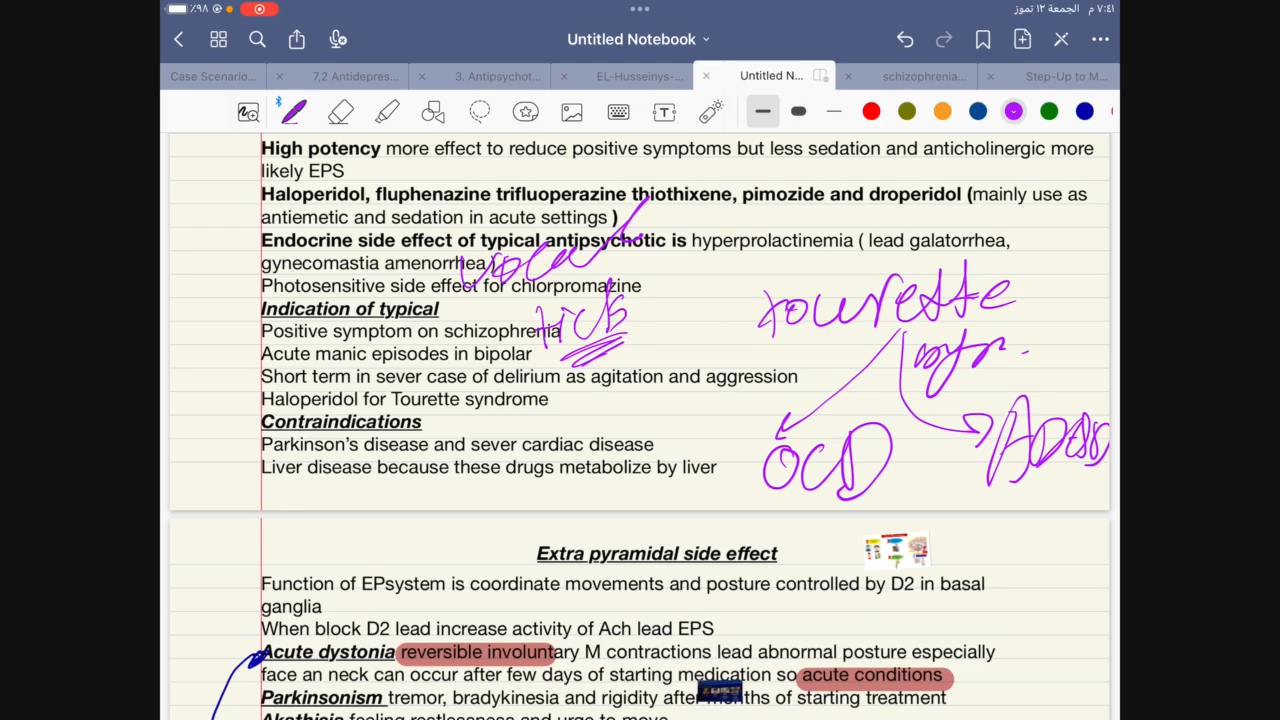 ٪٩٨
٧:٤١ م الجمعة ١٢ تموز
Untitled Notebook
Case Scenario...
7,2 Antidepres...
3. Antipsychot...
EL-Husseinys-...
Untitled N...
schizophrenia...
Step-Up to M...
High potency more effect to reduce positive symptoms but less sedation and anticholinergic more
likely EPS
Haloperidol, fluphenazine trifluoperazine thiothixene, pimozide and droperidol (mainly use as
antiemetic and sedation in acute settings )
Endocrine side effect of typical antipsychotic is hyperprolactinemia ( lead galatorrhea,
gynecomastia amenorrhea )
Photosensitive side effect for chlorpromazine
Indication of typical
Positive symptom on schizophrenia
Acute manic episodes in bipolar
Short term in sever case of delirium as agitation and aggression
Haloperidol for Tourette syndrome
Contraindications
Parkinson’s disease and sever cardiac disease
Liver disease because these drugs metabolize by liver
vocal
tics
tourette
OCD
Extra pyramidal side effect
Function of EPsystem is coordinate movements and posture controlled by D2 in basal
ganglia
When block D2 lead increase activity of Ach lead EPS
Acute dystonia reversible involuntary M contractions lead abnormal posture especially
face an neck can occur after few days of starting medication so acute conditions
Parkinsonism tremor, bradykinesia and rigidity after months of starting treatment
Akathisia feeling restlessness and urge to move